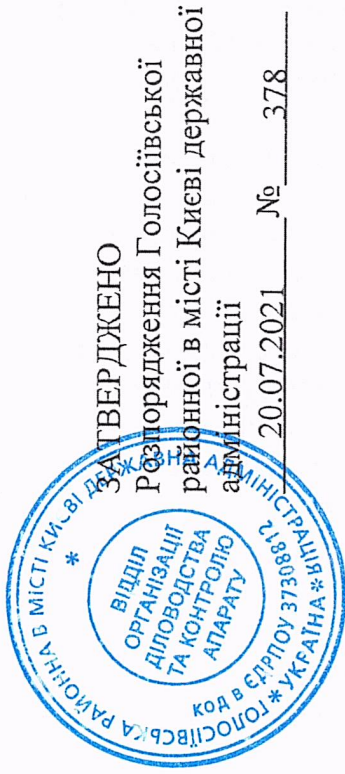 ЗАТВЕРДЖЕНО
Розпорядження Голосіївської
районної в місті Києві державної
адміністрації
20.07.2021 № 378
ГОЛОСІЇВСЬКА РАЙОННА В МІСТІ КИЄВІ ДЕРЖАВНА АДМІНІСТРАЦІЯ * УКРАЇНА *
*
код в ЄДРПОУ 37308812
ВІДДІЛ
ОРГАНІЗАЦІЇ
ДІЛОВОДСТВА
ТА КОНТРОЛЮ
АПАРАТУ